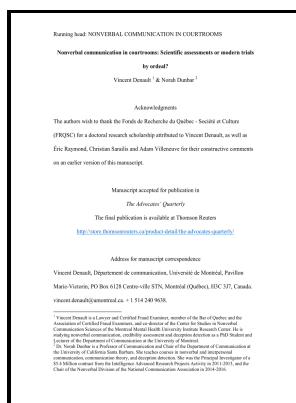 Running head: NONVERBAL COMMUNICATION IN COURTROOMS
Nonverbal communication in courtrooms: Scientific assessments or modern trials
by ordeal?
Vincent Denault 1 & Norah Dunbar 2
Acknowledgments
The authors wish to thank the Fonds de Recherche du Québec - Société et Culture
(FRQSC) for a doctoral research scholarship attributed to Vincent Denault, as well as
Éric Raymond, Christian Sarailis and Adam Villeneuve for their constructive comments
on an earlier version of this manuscript.
Manuscript accepted for publication in
The Advocates' Quarterly
The final publication is available at Thomson Reuters
http://store.thomsonreuters.ca/product-detail/the-advocates-quarterly/
Address for manuscript correspondence
Vincent Denault, Département de communication, Université de Montréal, Pavillon
Marie-Victorin, PO Box 6128 Centre-ville STN, Montréal (Québec), H3C 3J7, Canada.
vincent.denault@umontreal.ca. + 1 514 240 9638.
1 Vincent Denault is a Lawyer and Certified Fraud Examiner, member of the Bar of Quebec and the
Association of Certified Fraud Examiners, and co-director of the Center for Studies in Nonverbal
Communication Sciences of the Montreal Mental Health University Institute Research Center. He is
studying nonverbal communication, credibility assessment and deception detection as a PhD Student and
Lecturer of the Department of Communication at the University of Montreal.
2 Dr. Norah Dunbar is a Professor of Communication and Chair of the Department of Communication at
the University of California Santa Barbara. She teaches courses in nonverbal and interpersonal
communication, communication theory, and deception detection. She was the Principal Investigator of a
$5.4 Million contract from the Intelligence Advanced Research Projects Activity in 2011-2015, and the
Chair of the Nonverbal Division of the National Communication Association in 2014-2016.